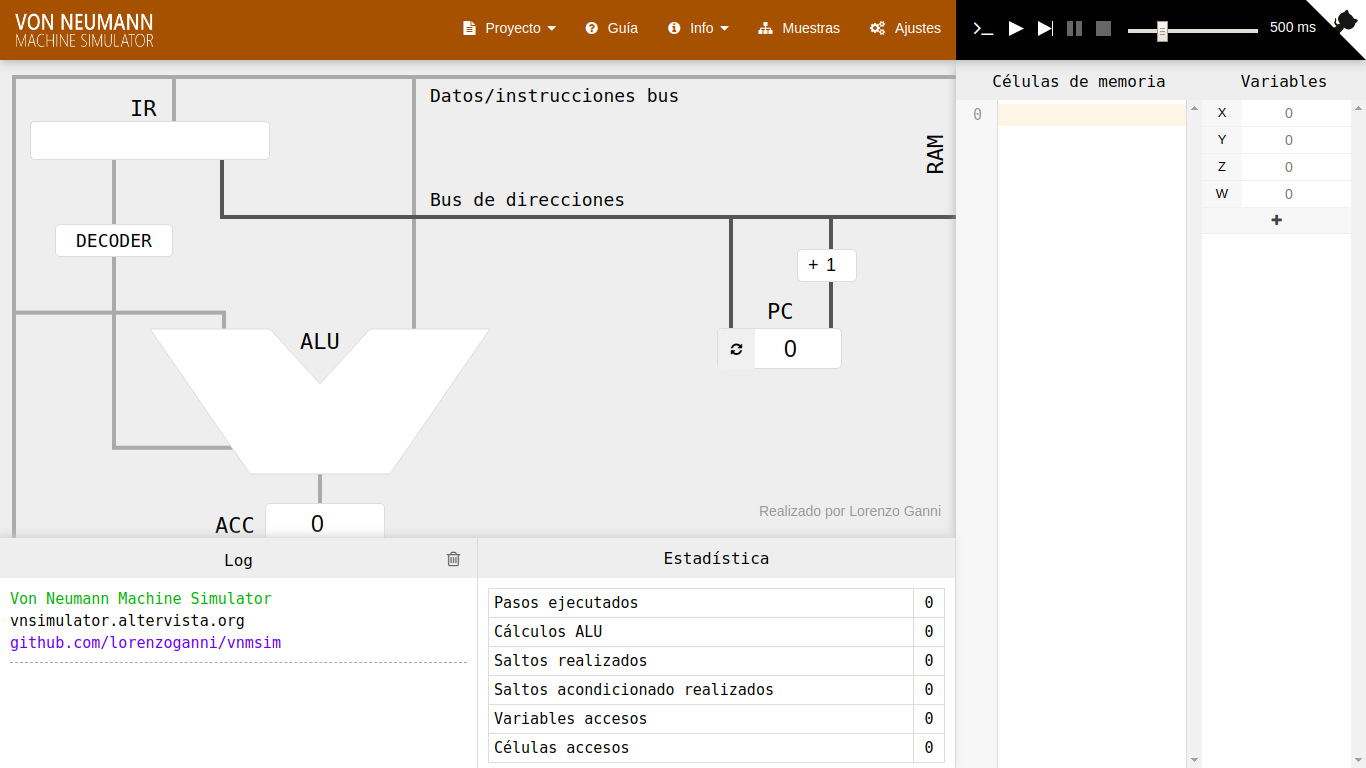 VON NEUMANN
MACHINE SIMULATOR
Proyecto
Guía
Info
Muestras
Ajustes
500 ms
IR
Datos/instrucciones bus
RAM
Bus de direcciones
DECODER
+ 1
PC
0
ALU
ACC
0
Realizado por Lorenzo Ganni
Células de memoria
0
Variables
X 0
Y 0
Z 0
W 0
Log
Von Neumann Machine Simulator
vnsimulator.altervista.org
github.com/lorenzoganni/vnmsim
Estadística
Pasos ejecutados 0
Cálculos ALU 0
Saltos realizados 0
Saltos acondicionado realizados 0
Variables accesos 0
Células accesos 0